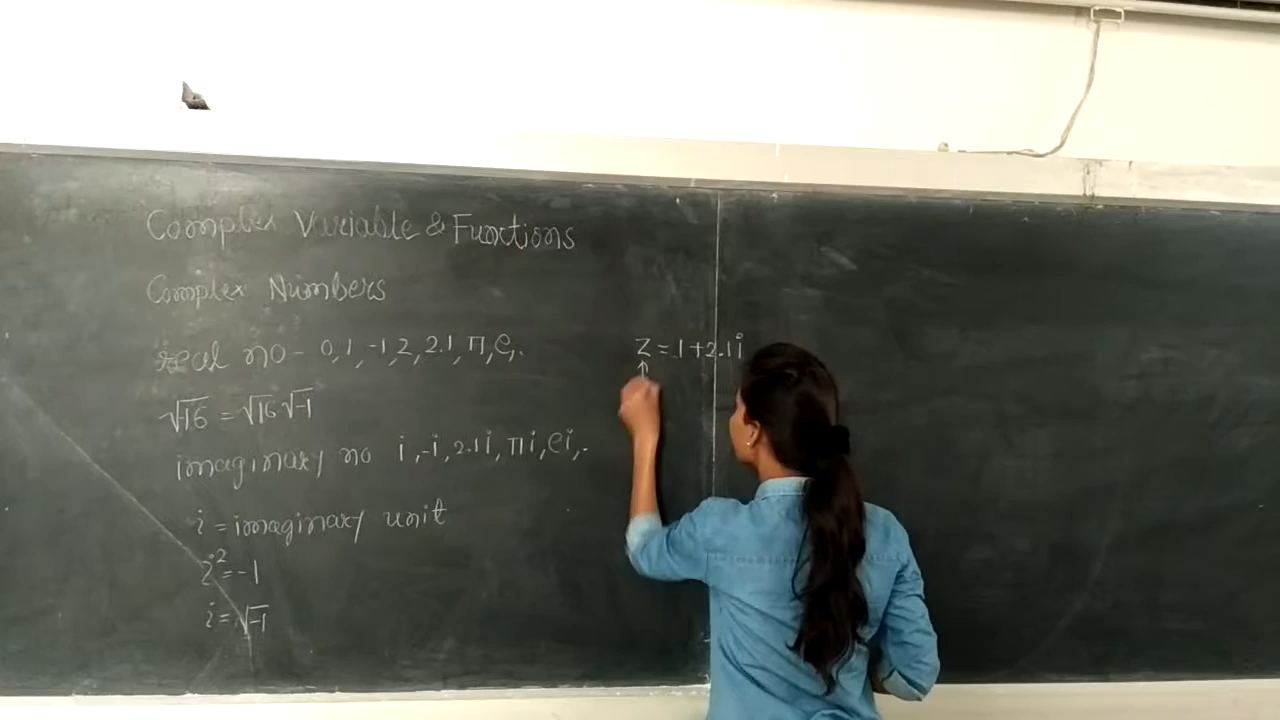 Complex Variable & Functions
Complex Numbers
real no - 0, 1, -1, 2, 2.1, π, e, .
√-16 = √16 √-1
imaginary no i, -i, 2.1i, πi, ei, .
i = imaginary unit
i² = -1
i = √-1
z = 1 + 2.1i
↑